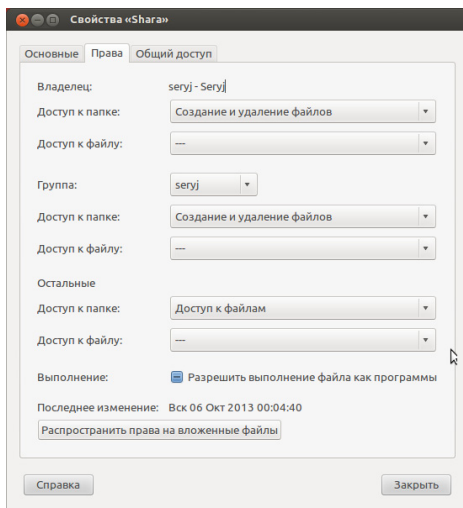 Свойства «Shara»
Основные Права Общий доступ
Владелец: seryj - Seryj
Доступ к папке: Создание и удаление файлов
Доступ к файлу: ---
Группа: seryj
Доступ к папке: Создание и удаление файлов
Доступ к файлу: ---
Остальные
Доступ к папке: Доступ к файлам
Доступ к файлу: ---
Выполнение: Разрешить выполнение файла как программы
Последнее изменение: Вск 06 Окт 2013 00:04:40
Распространить права на вложенные файлы
Справка Закрыть